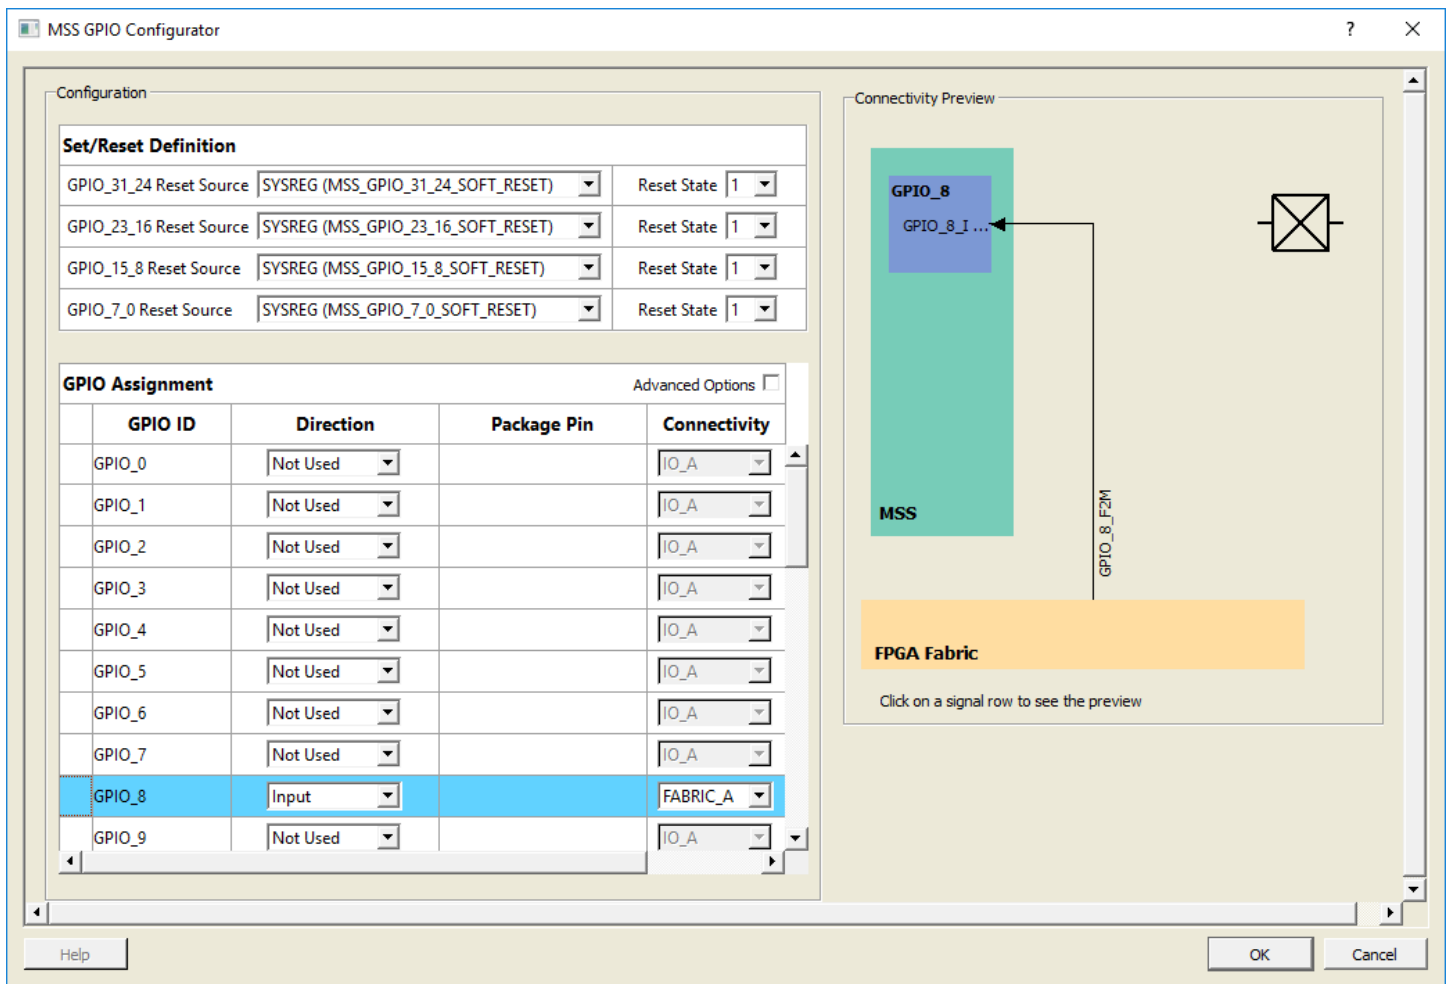 MSS GPIO Configurator
?
Configuration
Set/Reset Definition
GPIO_31_24 Reset Source SYSREG (MSS_GPIO_31_24_SOFT_RESET) Reset State 1
GPIO_23_16 Reset Source SYSREG (MSS_GPIO_23_16_SOFT_RESET) Reset State 1
GPIO_15_8 Reset Source SYSREG (MSS_GPIO_15_8_SOFT_RESET) Reset State 1
GPIO_7_0 Reset Source SYSREG (MSS_GPIO_7_0_SOFT_RESET) Reset State 1
GPIO Assignment Advanced Options
GPIO ID Direction Package Pin Connectivity
GPIO_0 Not Used IO_A
GPIO_1 Not Used IO_A
GPIO_2 Not Used IO_A
GPIO_3 Not Used IO_A
GPIO_4 Not Used IO_A
GPIO_5 Not Used IO_A
GPIO_6 Not Used IO_A
GPIO_7 Not Used IO_A
GPIO_8 Input FABRIC_A
GPIO_9 Not Used IO_A
Connectivity Preview
GPIO_8
GPIO_8_I ...
MSS
GPIO_8_F2M
FPGA Fabric
Click on a signal row to see the preview
Help
OK
Cancel